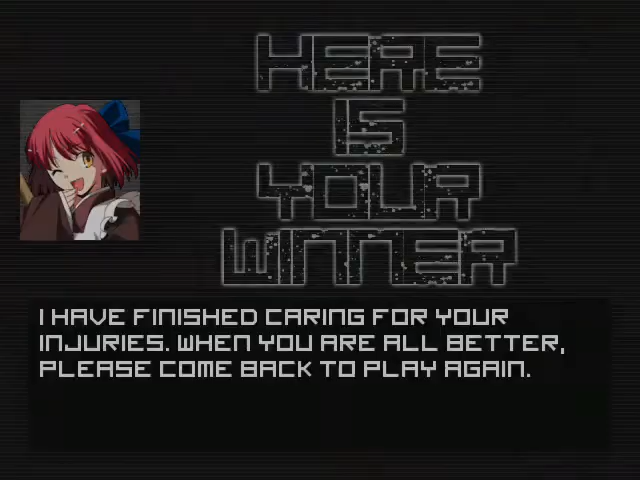 HERE
IS
YOUR
WINNER
I HAVE FINISHED CARING FOR YOUR
INJURIES. WHEN YOU ARE ALL BETTER,
PLEASE COME BACK TO PLAY AGAIN.